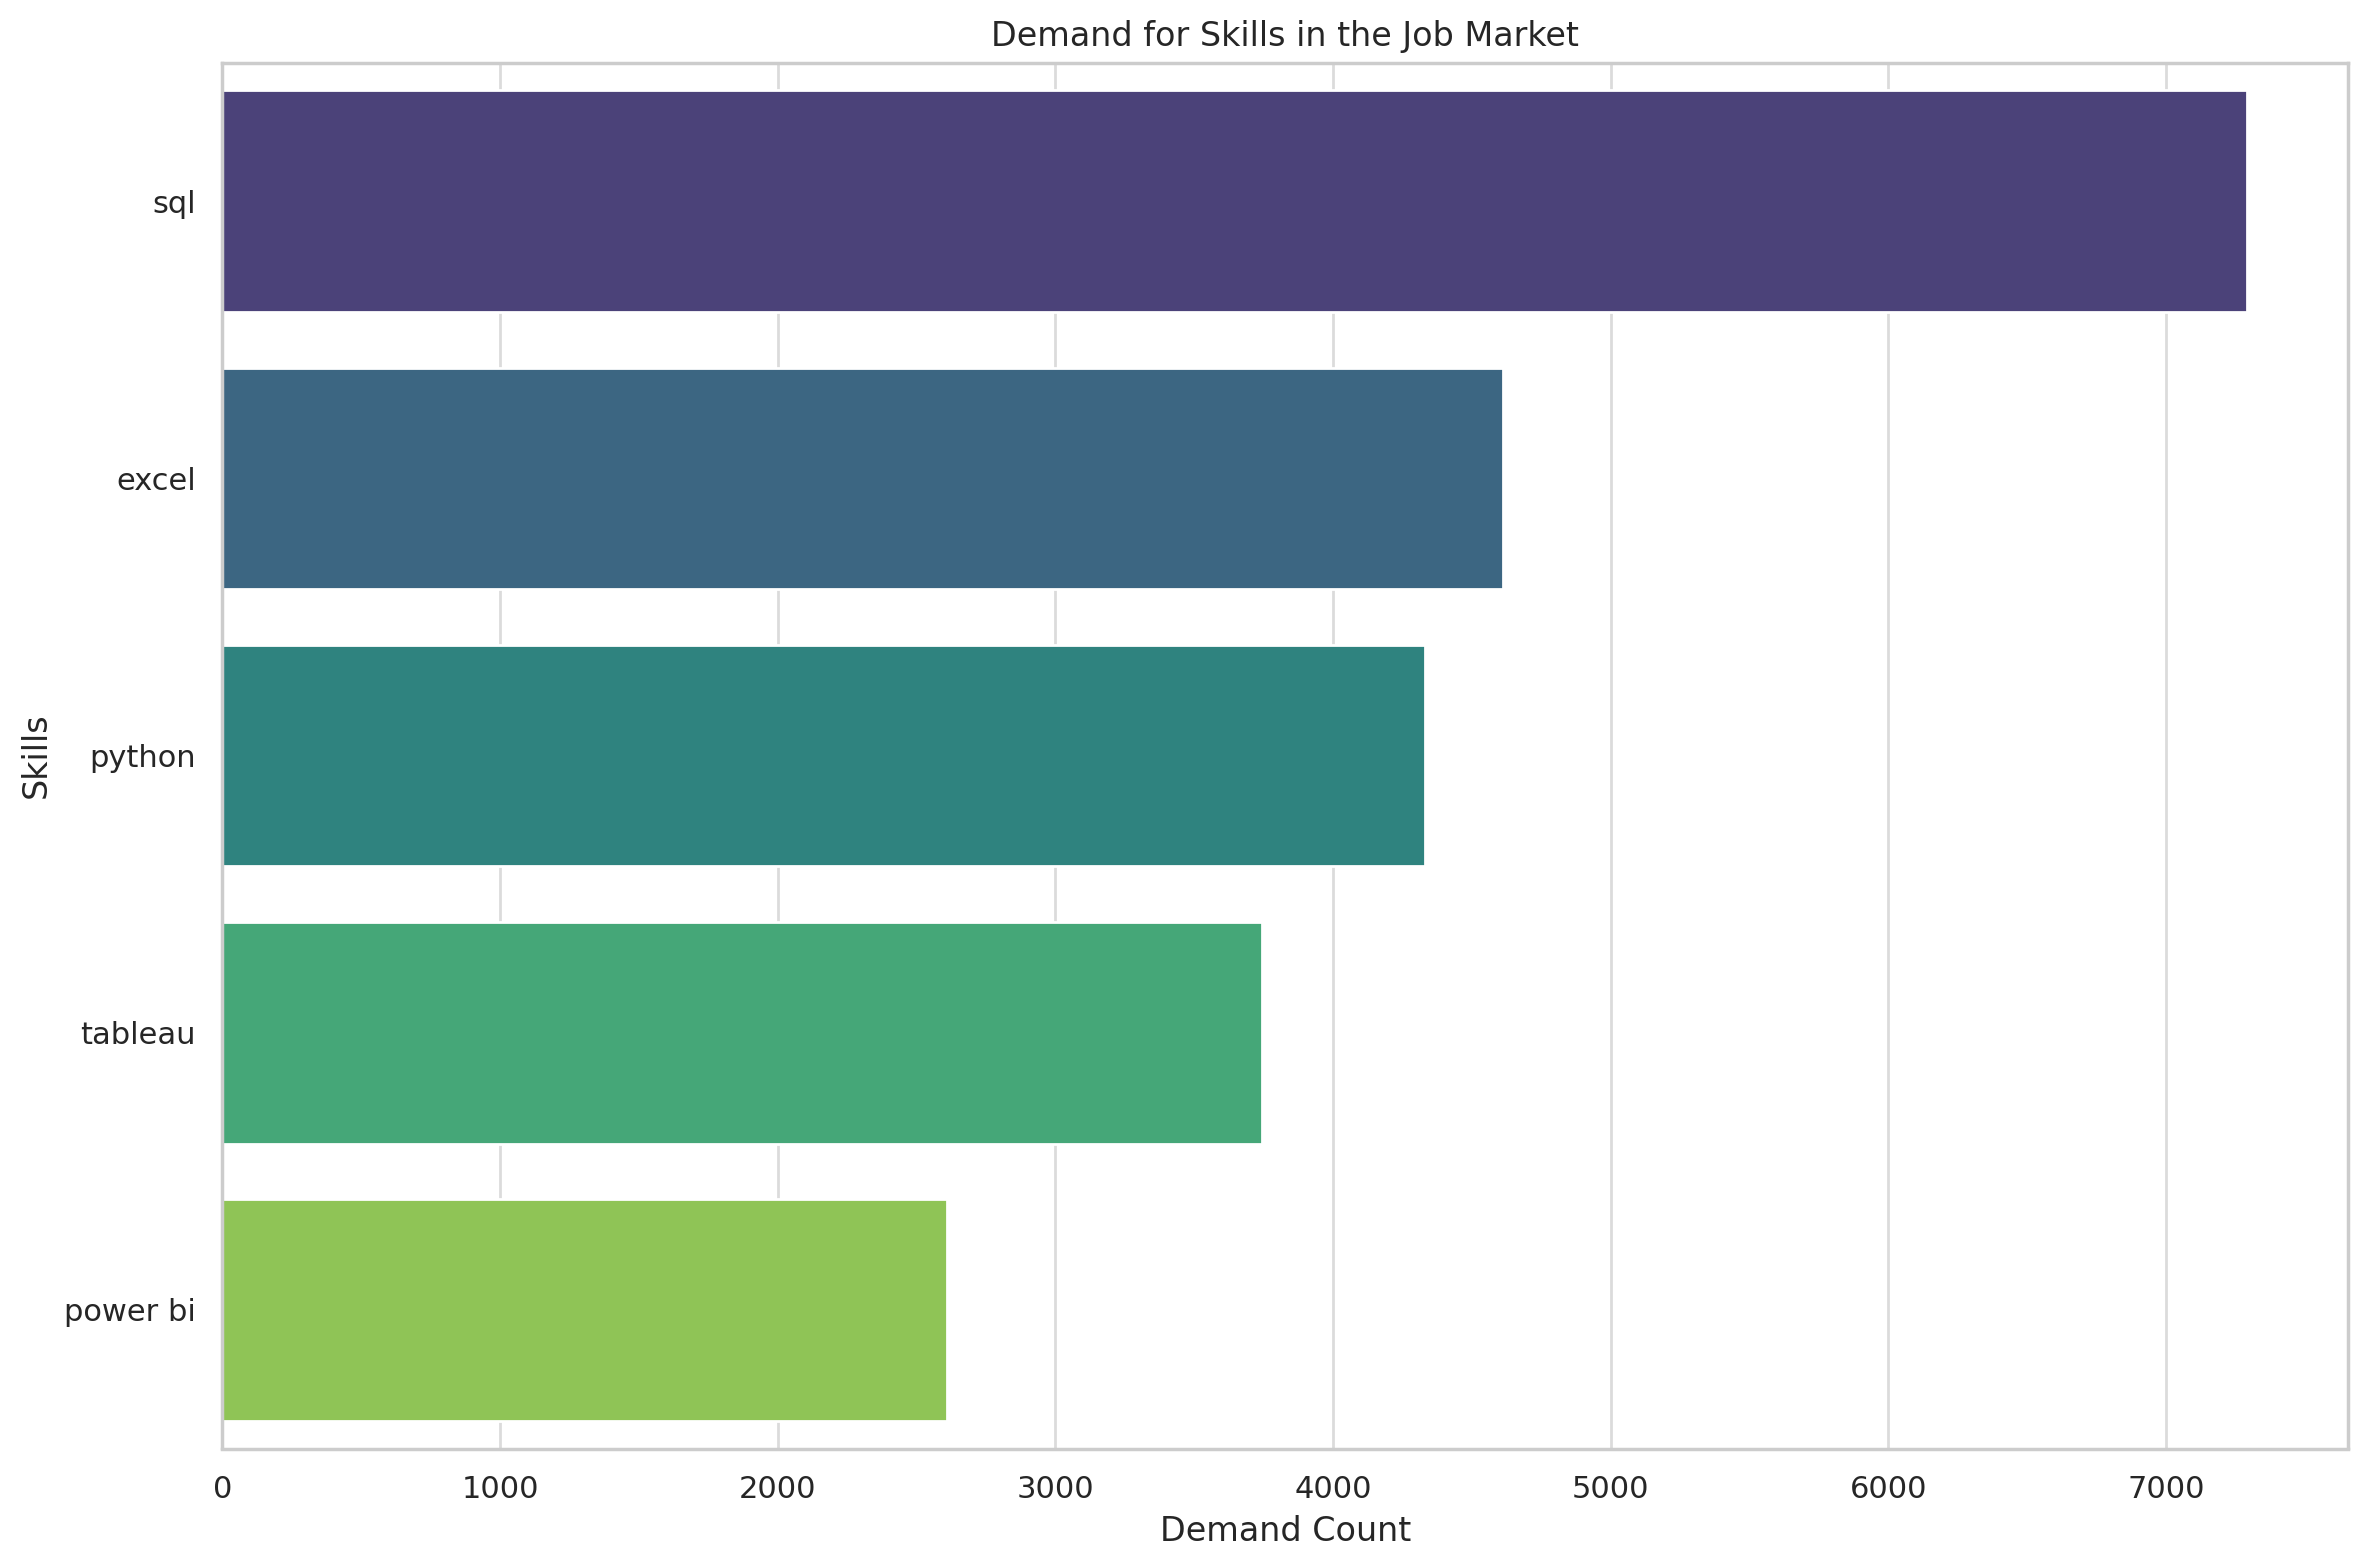 Demand for Skills in the Job Market
sql
excel
python
tableau
power bi
Skills
0 1000 2000 3000 4000 5000 6000 7000
Demand Count